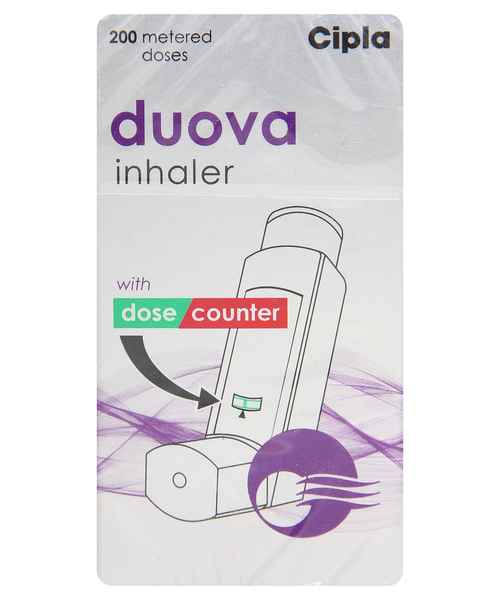 200 metered
doses
Cipla
duova
inhaler
with
dose counter